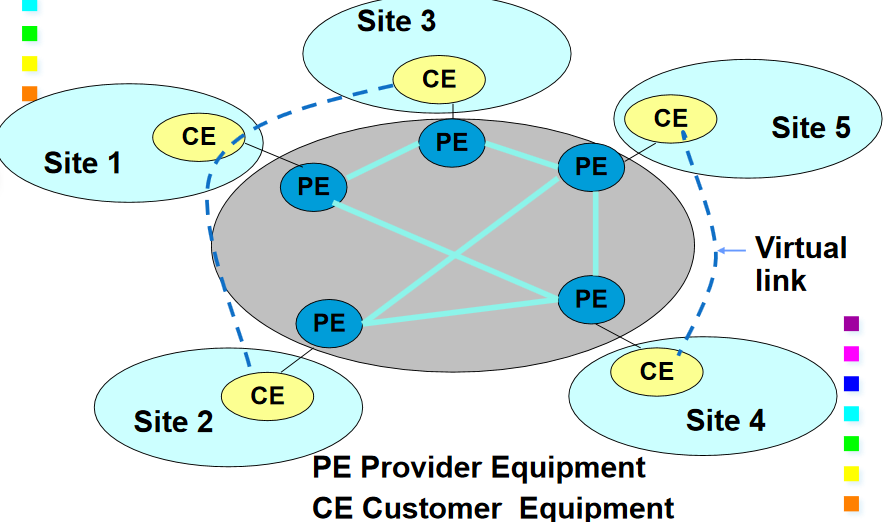 Site 3
CE
CE
Site 1
PE
PE
CE
Site 5
PE
PE
Virtual
link
PE
PE
CE
Site 2
CE
Site 4
PE Provider Equipment
CE Customer  Equipment